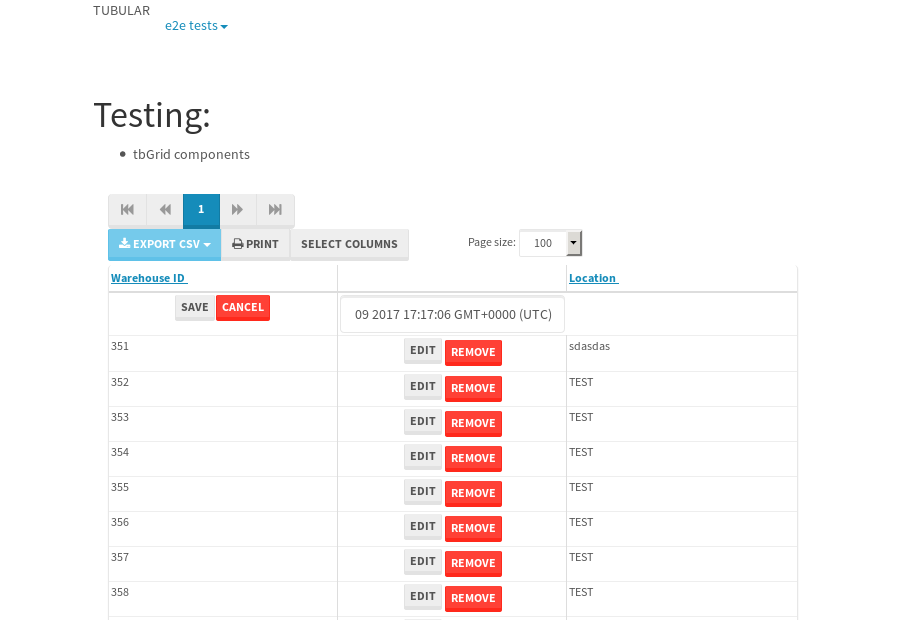 TUBULAR
e2e tests
Testing:
tbGrid components
1
EXPORT CSV PRINT SELECT COLUMNS Page size: 100
Warehouse ID Location
SAVE CANCEL 09 2017 17:17:06 GMT+0000 (UTC)
351 EDIT REMOVE sdasdas
352 EDIT REMOVE TEST
353 EDIT REMOVE TEST
354 EDIT REMOVE TEST
355 EDIT REMOVE TEST
356 EDIT REMOVE TEST
357 EDIT REMOVE TEST
358 EDIT REMOVE TEST